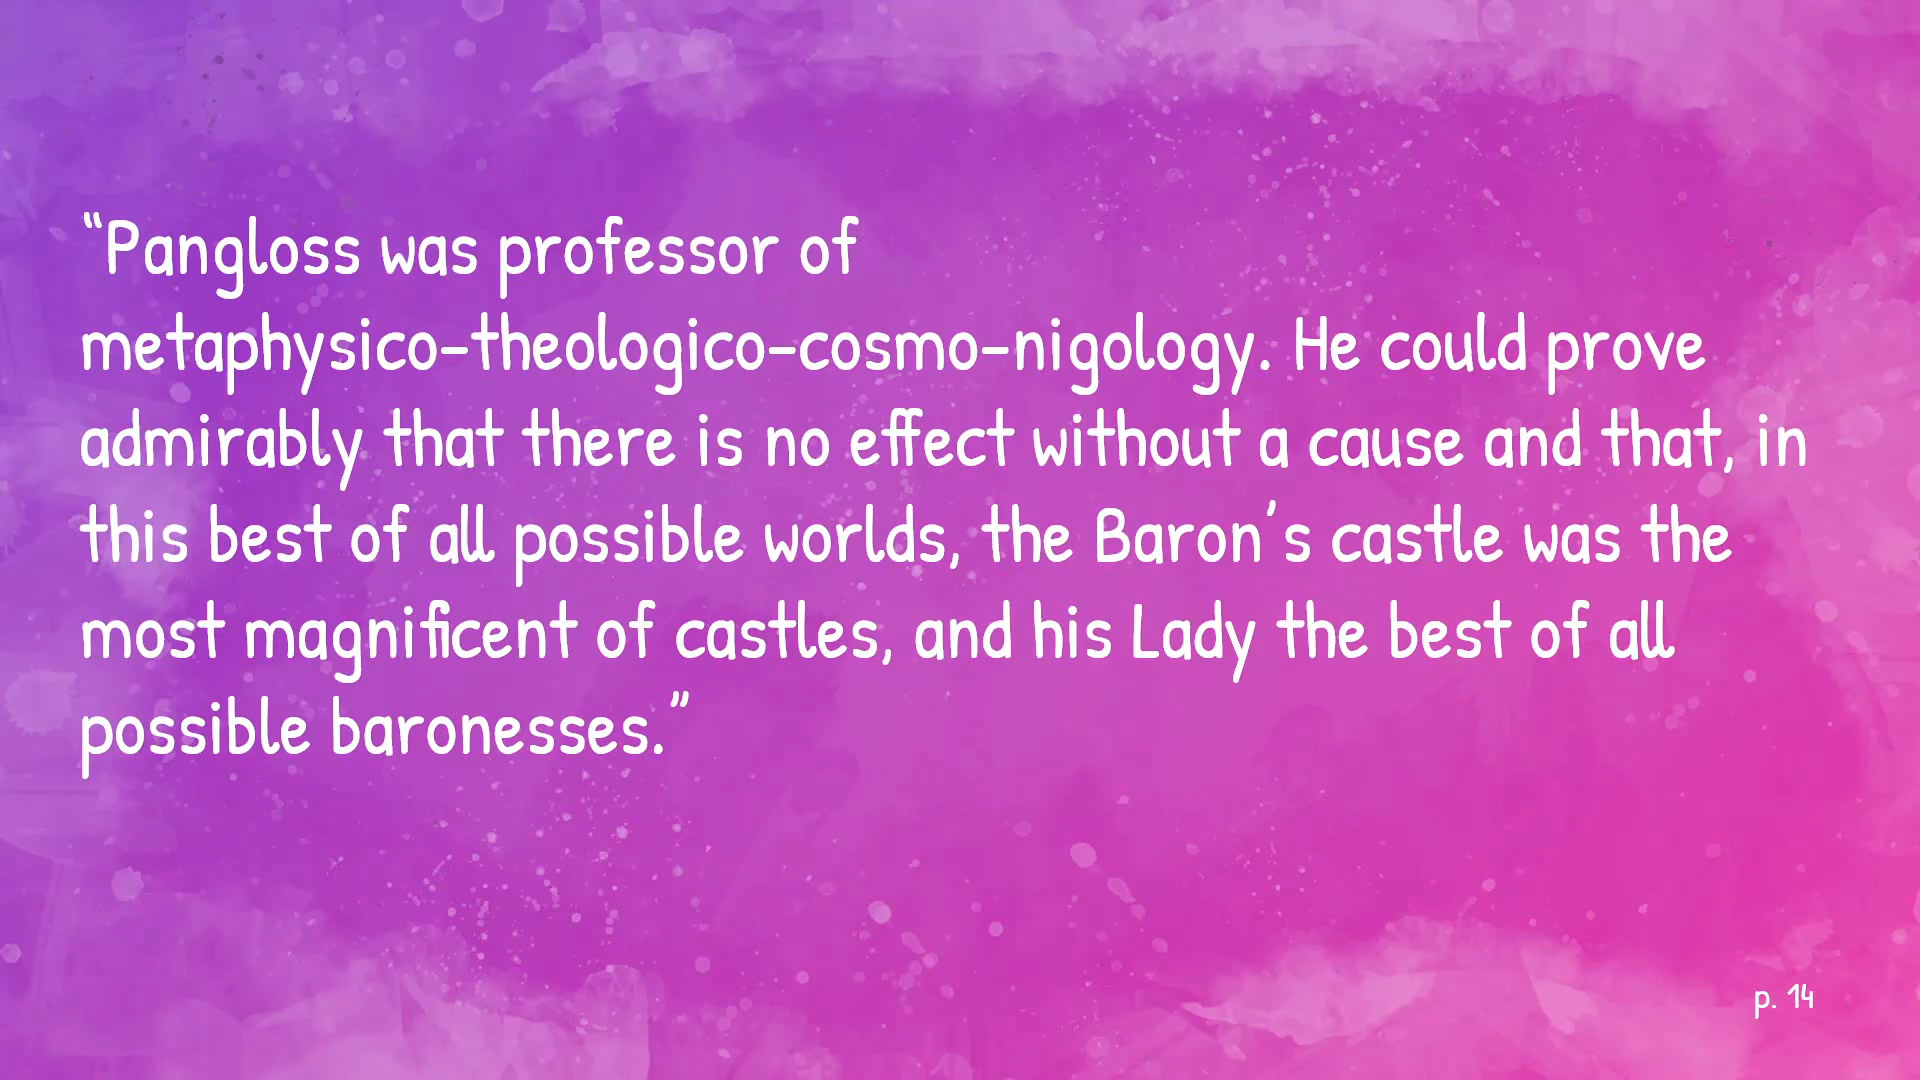 “Pangloss was professor of
metaphysico-theologico-cosmo-nigology. He could prove
admirably that there is no effect without a cause and that, in
this best of all possible worlds, the Baron’s castle was the
most magnificent of castles, and his Lady the best of all
possible baronesses.”
p. 14